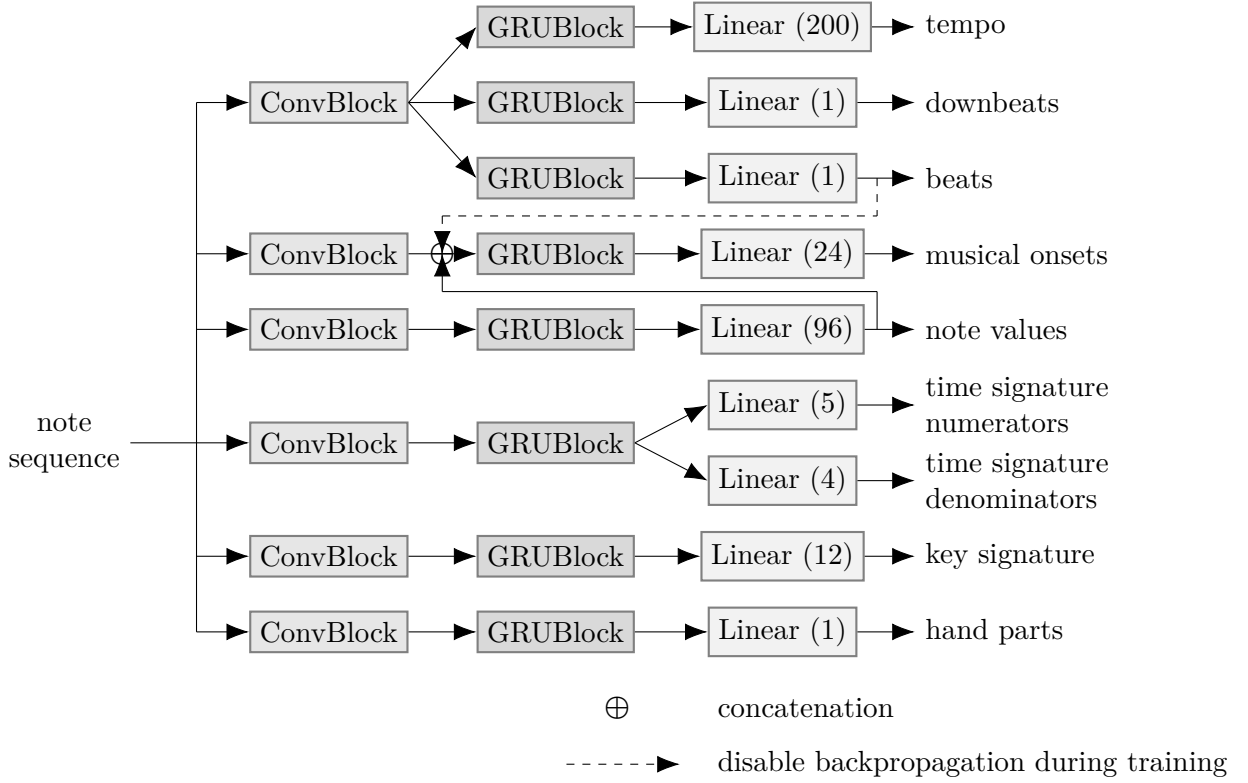 GRUBlock Linear (200) tempo
ConvBlock GRUBlock Linear (1) downbeats
GRUBlock Linear (1) beats
ConvBlock GRUBlock Linear (24) musical onsets
ConvBlock GRUBlock Linear (96) note values
note
sequence
ConvBlock GRUBlock
Linear (5) time signature
numerators
Linear (4) time signature
denominators
ConvBlock GRUBlock Linear (12) key signature
ConvBlock GRUBlock Linear (1) hand parts
⊕ concatenation
disable backpropagation during training